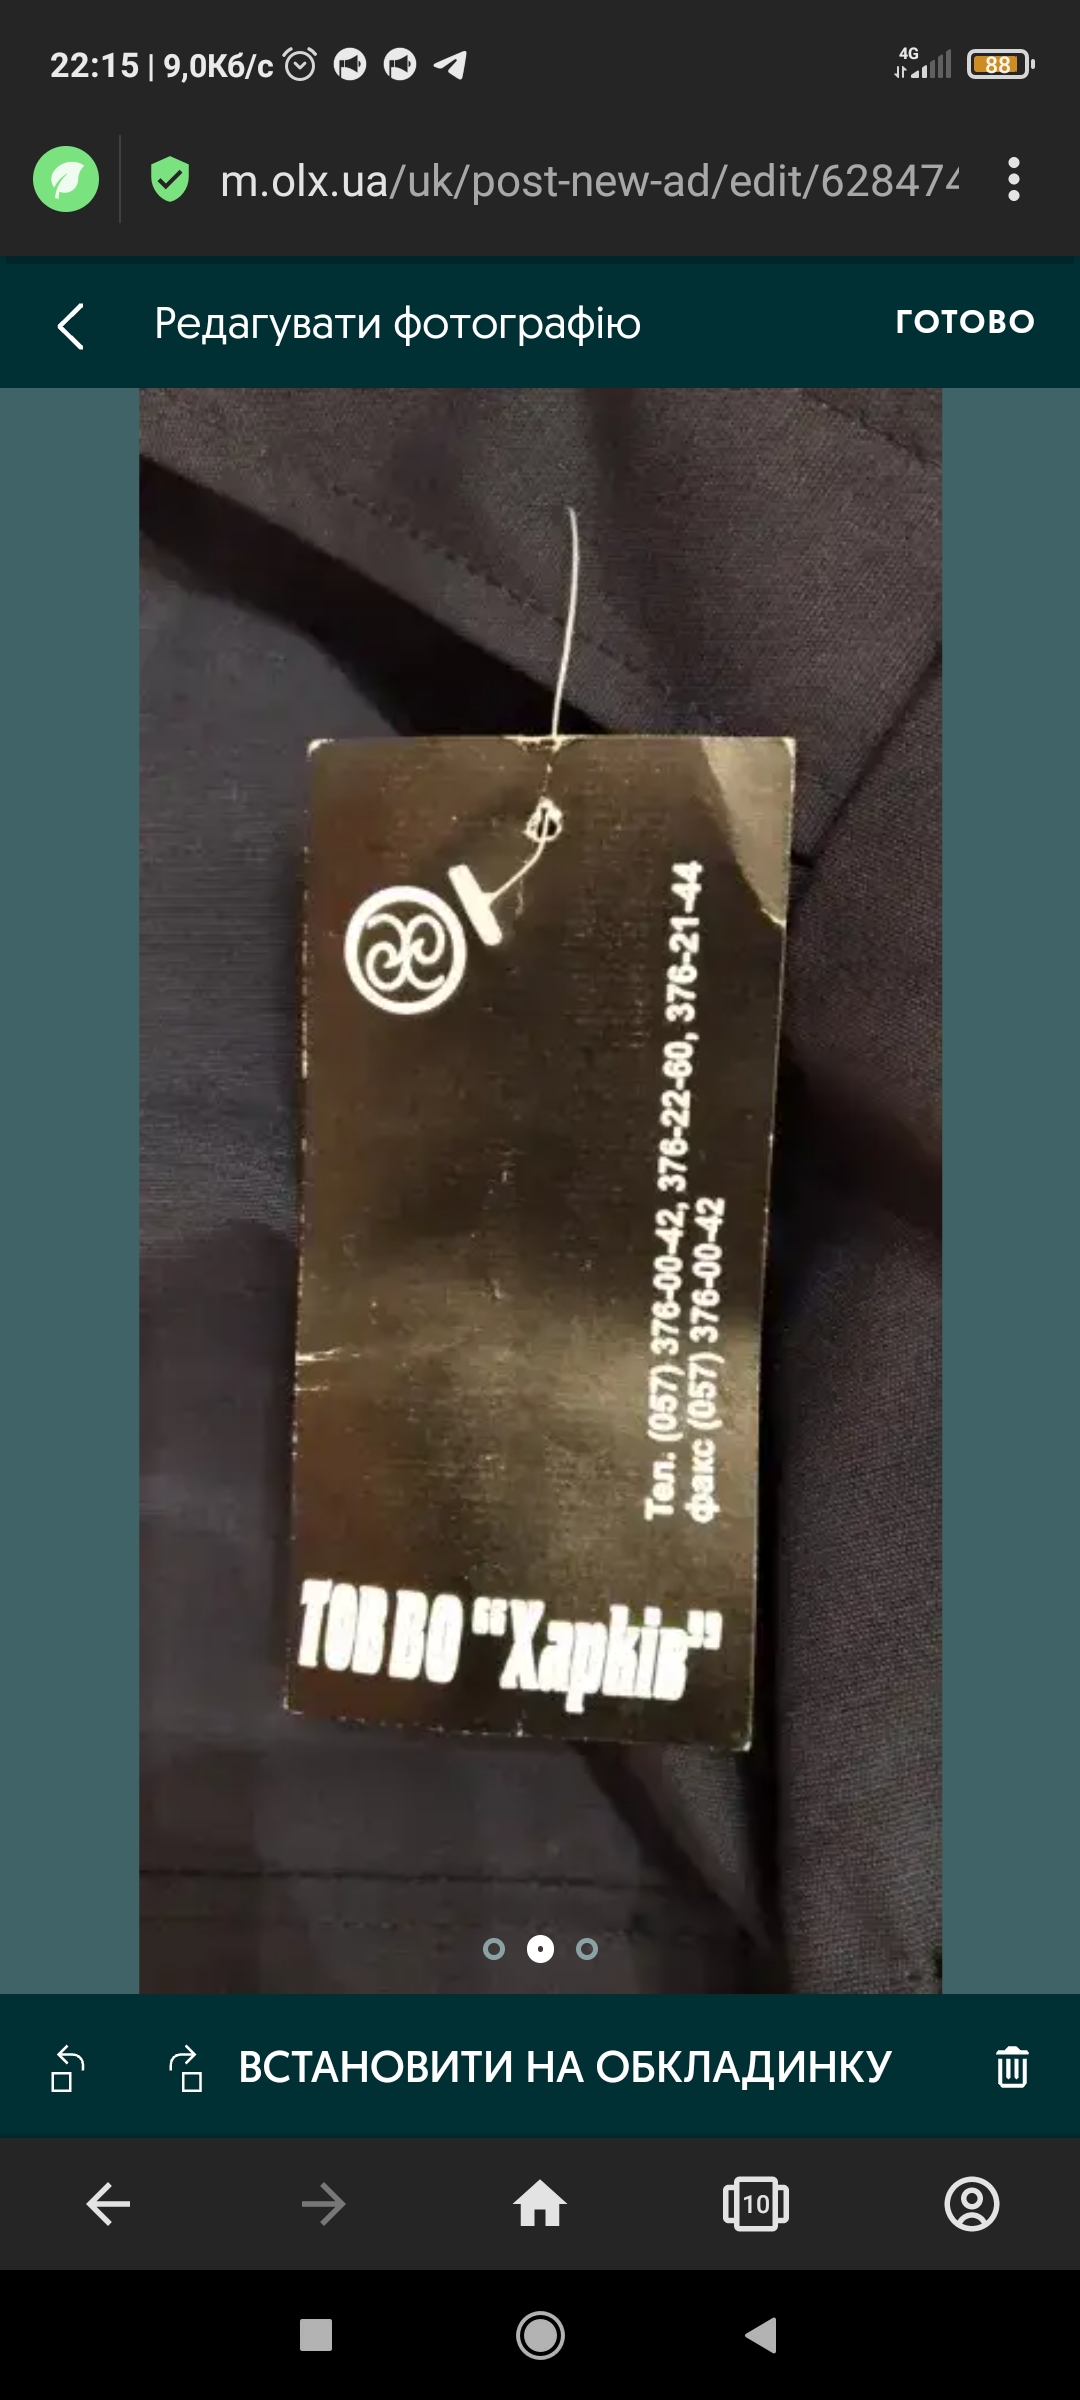 22:15 | 9,0Кб/с
4G
88
m.olx.ua/uk/post-new-ad/edit/628474
Редагувати фотографію
ГОТОВО
Тел. (057) 376-00-42, 376-22-60, 376-21-44
факс (057) 376-00-42
ТОВ ВО "Харків"
ВСТАНОВИТИ НА ОБКЛАДИНКУ
10